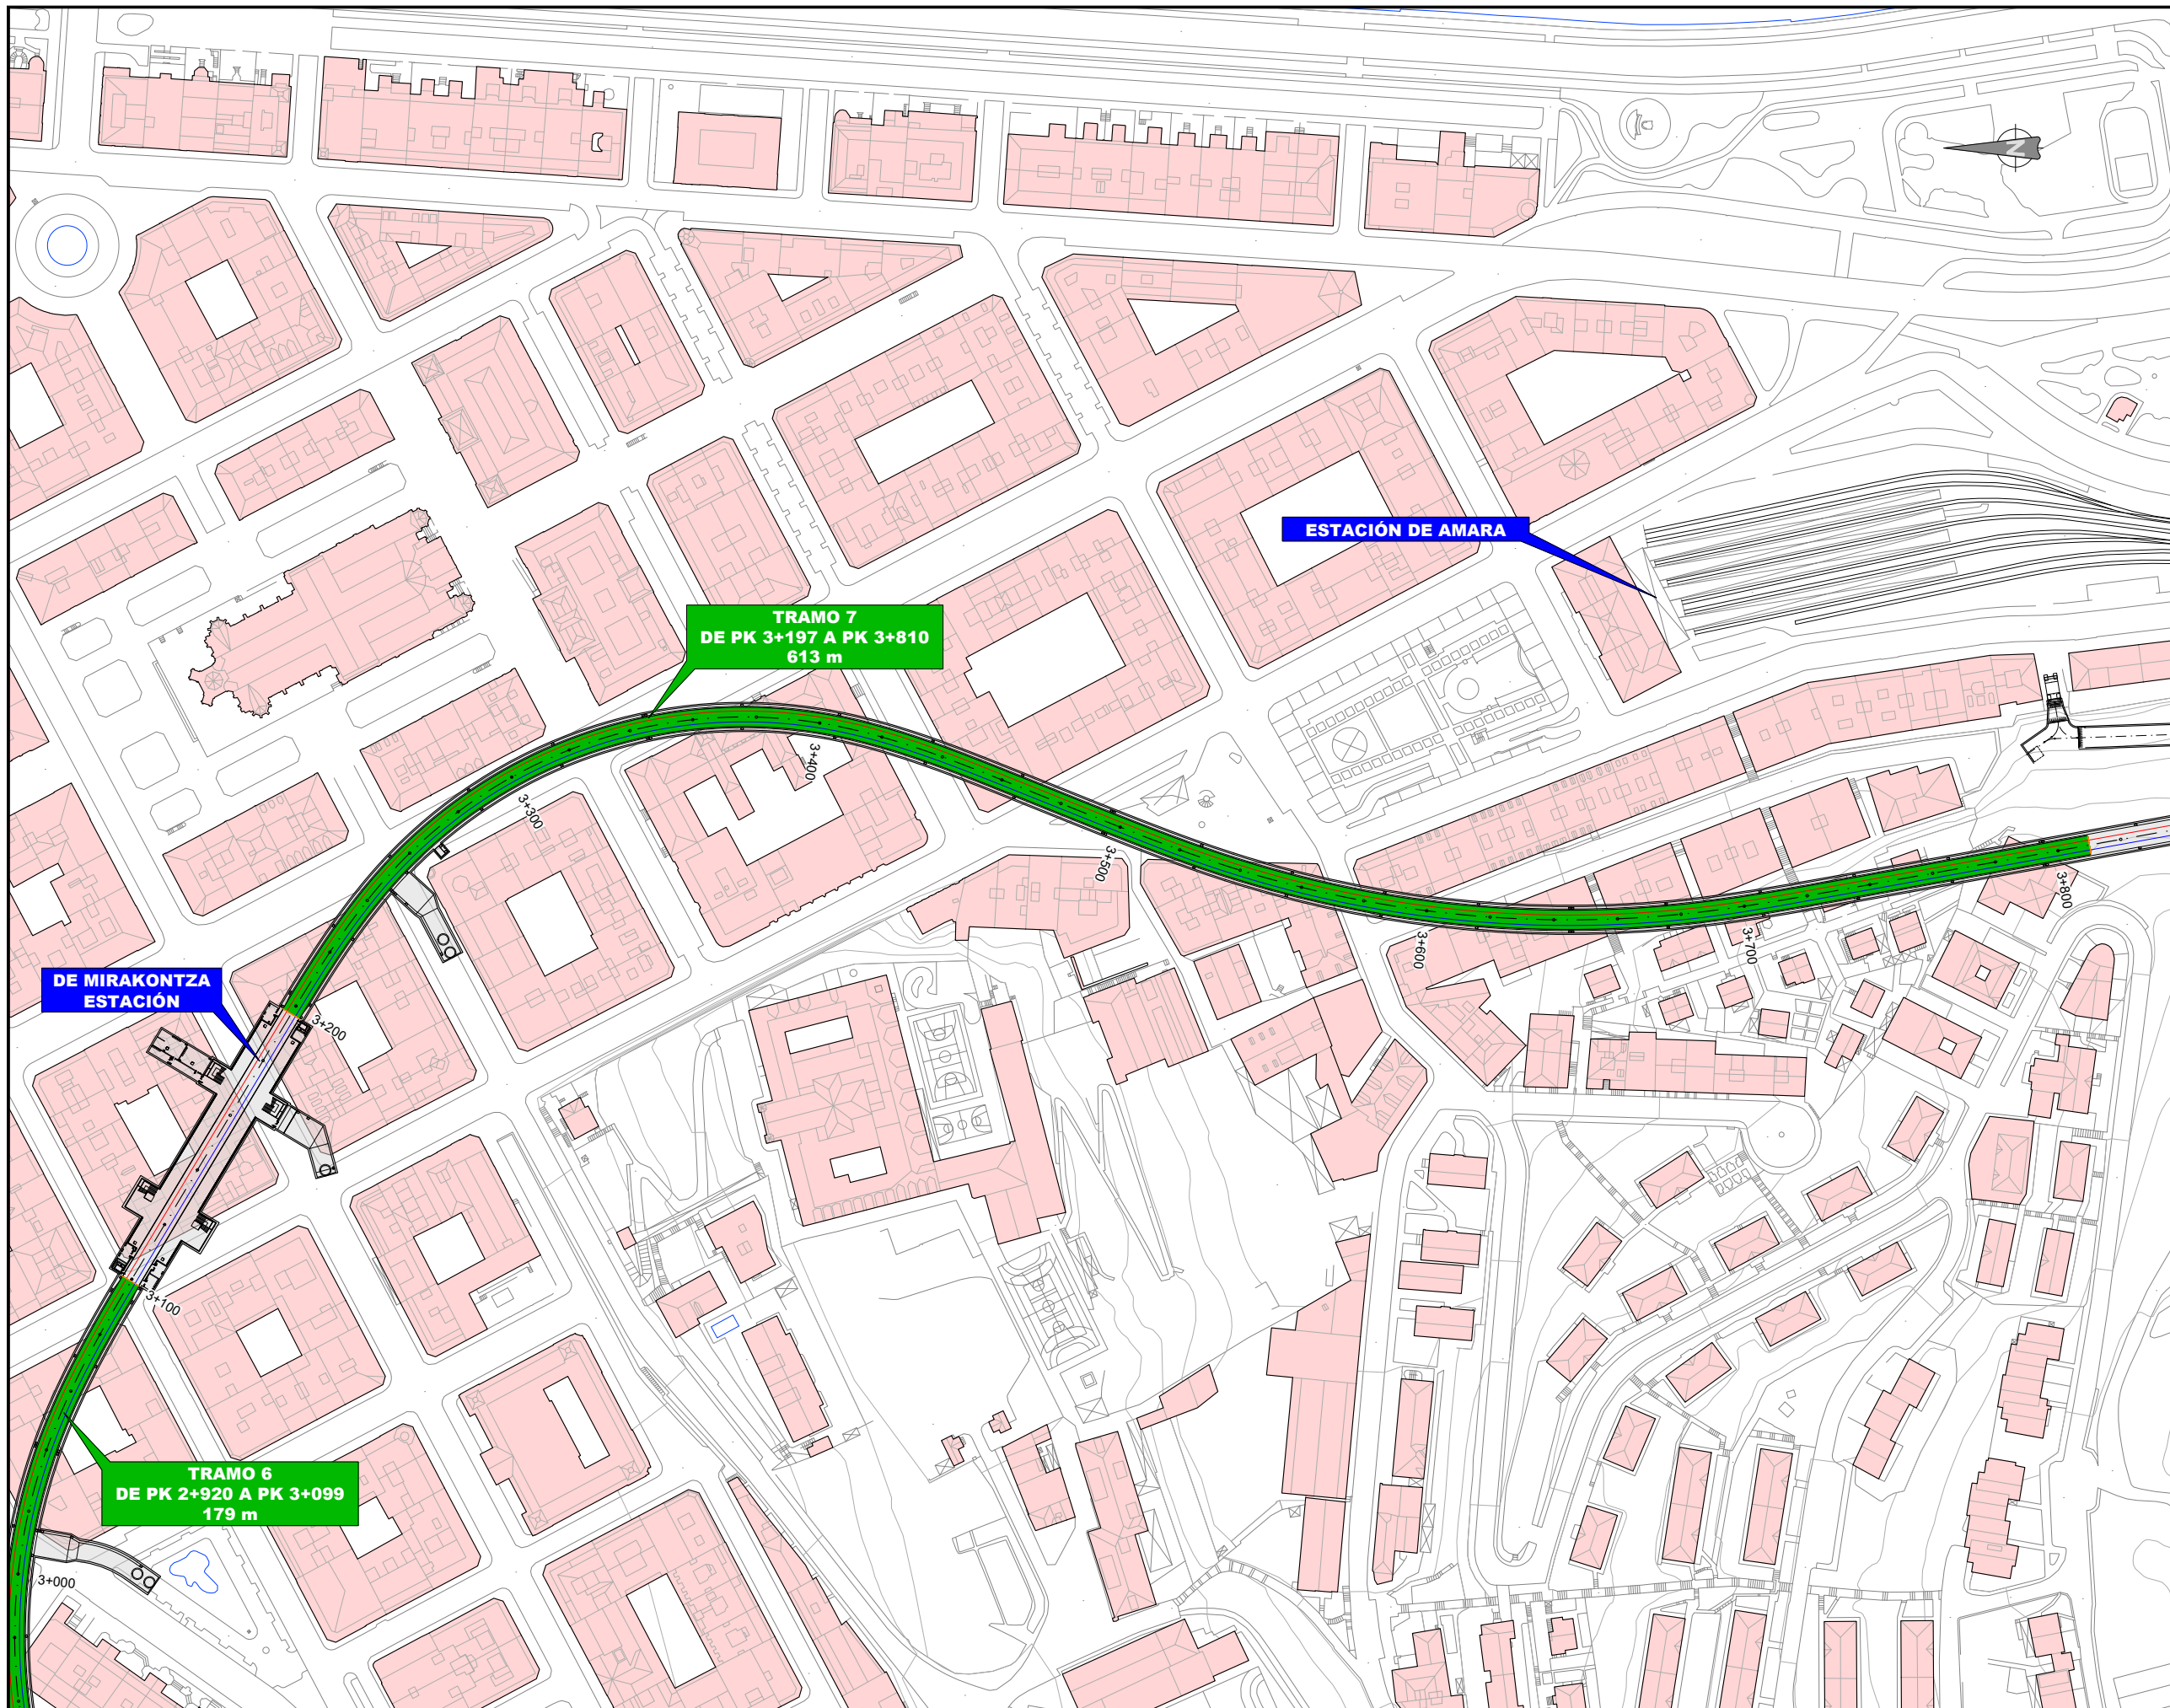 N
ESTACIÓN DE AMARA
TRAMO 7
DE PK 3+197 A PK 3+810
613 m
3+400
3+300
3+500
3+800
3+600
3+700
DE MIRAKONTZA
ESTACIÓN
3+200
3+100
TRAMO 6
DE PK 2+920 A PK 3+099
179 m
3+000